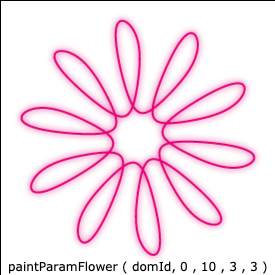 paintParamFlower ( domId, 0 , 10 , 3 , 3 )